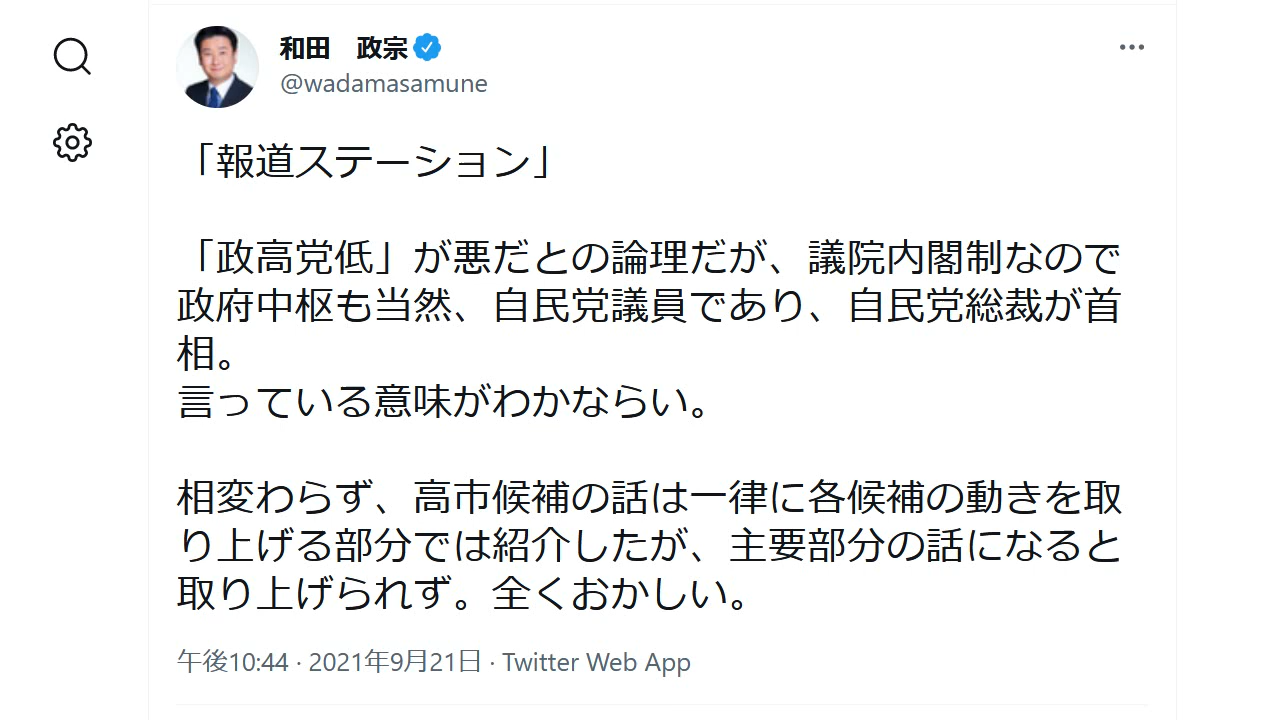 和田　政宗
@wadamasamune
「報道ステーション」
「政高党低」が悪だとの論理だが、議院内閣制なので
政府中枢も当然、自民党議員であり、自民党総裁が首
相。
言っている意味がわかならい。
相変わらず、高市候補の話は一律に各候補の動きを取
り上げる部分では紹介したが、主要部分の話になると
取り上げられず。全くおかしい。
午後10:44 · 2021年9月21日 · Twitter Web App